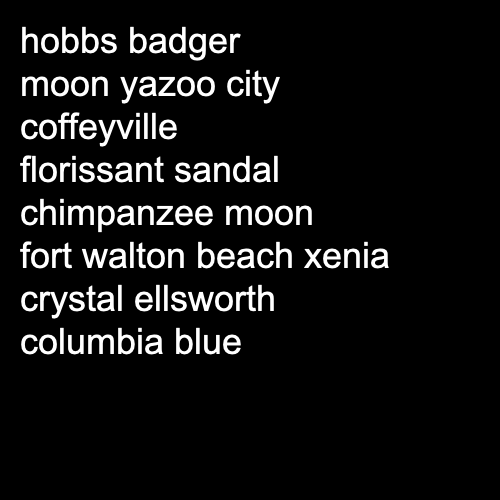 hobbs badger
moon yazoo city
coffeyville
florissant sandal
chimpanzee moon
fort walton beach xenia
crystal ellsworth
columbia blue